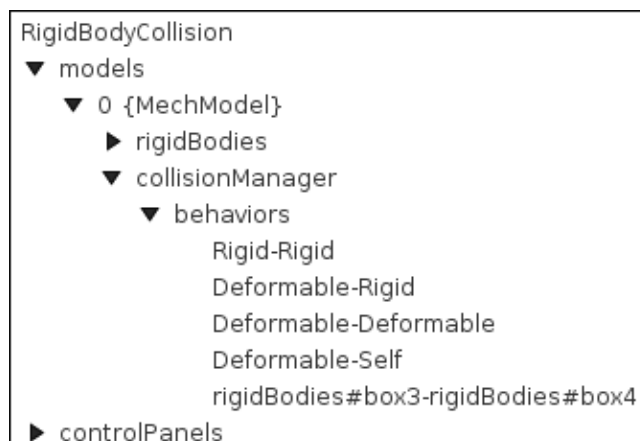 RigidBodyCollision
models
0 {MechModel}
rigidBodies
collisionManager
behaviors
Rigid-Rigid
Deformable-Rigid
Deformable-Deformable
Deformable-Self
rigidBodies#box3-rigidBodies#box4
controlPanels